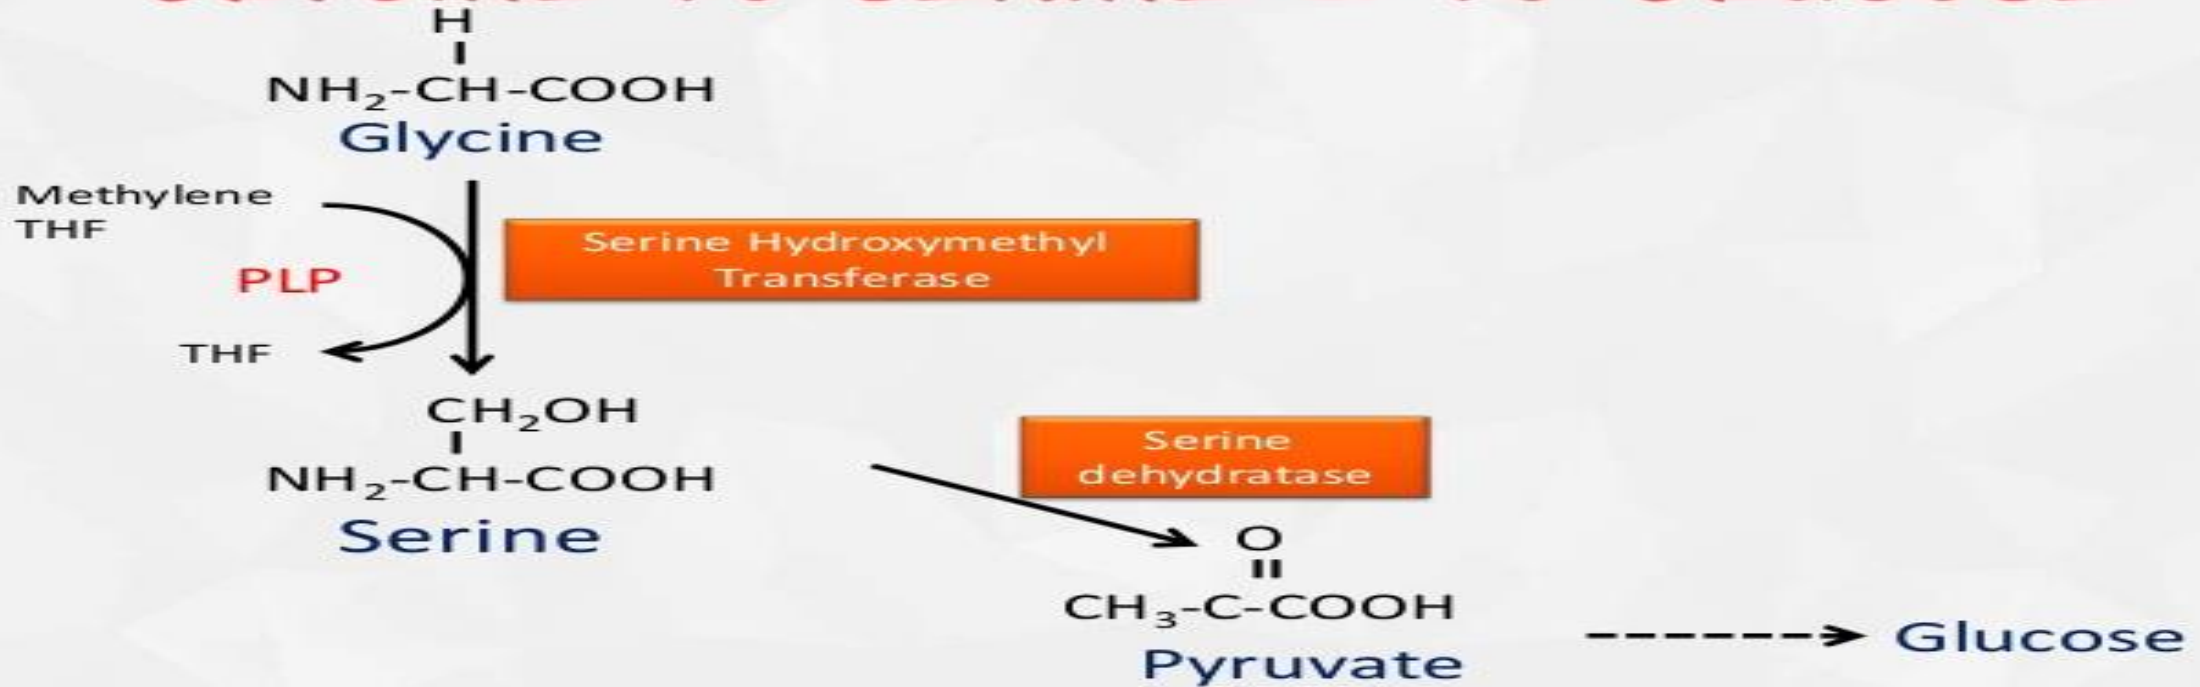 H
NH₂-CH-COOH
Glycine
Methylene
THF
Serine Hydroxymethyl
Transferase
PLP
THF
CH₂OH
NH₂-CH-COOH
Serine
Serine
dehydratase
O
CH₃-C-COOH
Pyruvate
Glucose